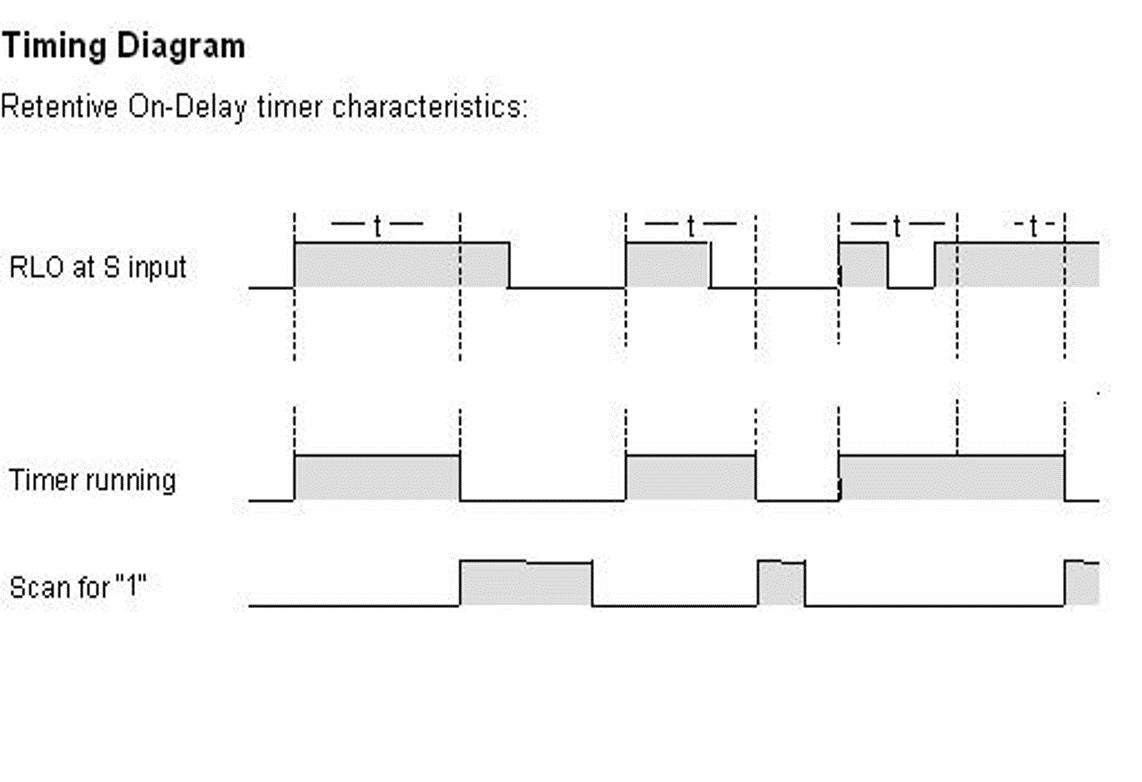 Timing Diagram
Retentive On-Delay timer characteristics:
t t t t
RLO at S input
Timer running
Scan for "1"